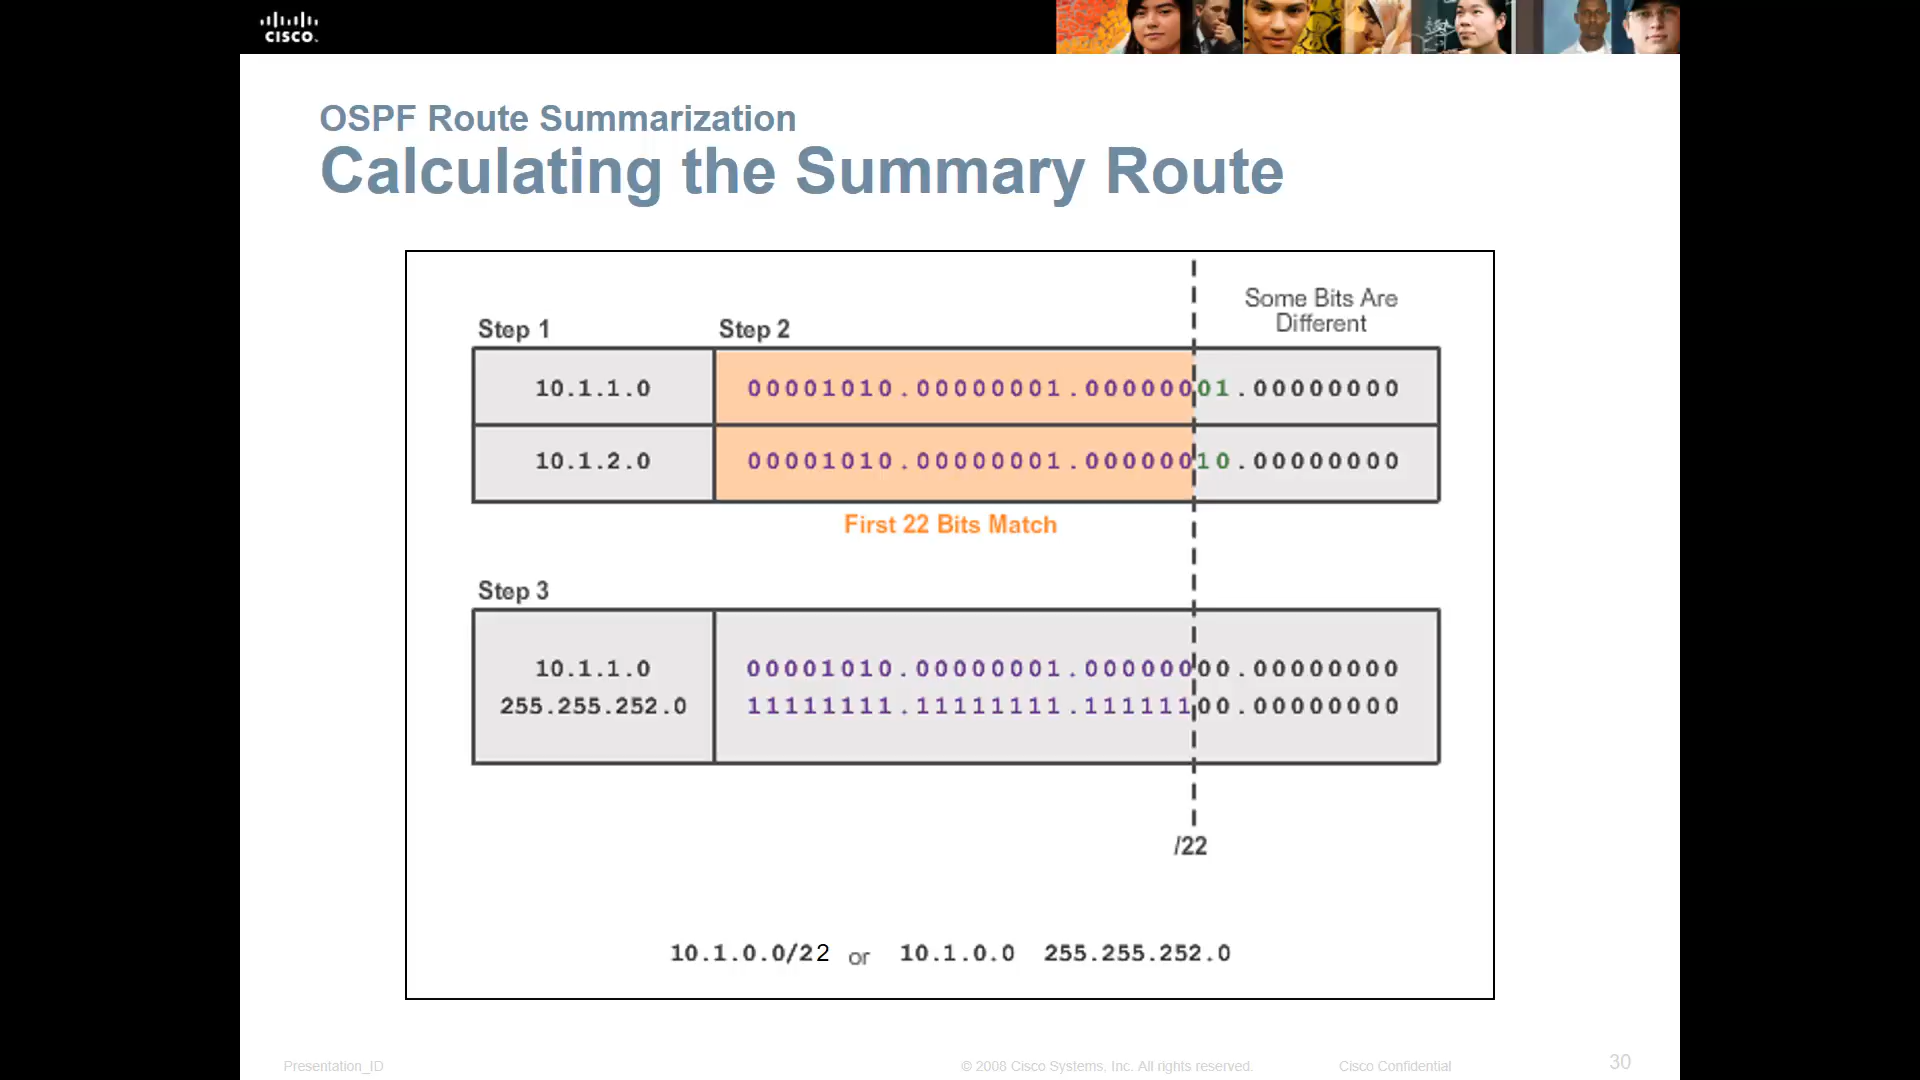 CISCO.
OSPF Route Summarization
Calculating the Summary Route
Some Bits Are
Different
Step 1 Step 2
10.1.1.0 00001010.00000001.00000001.00000000
10.1.2.0 00001010.00000001.00000010.00000000
First 22 Bits Match
Step 3
10.1.1.0 00001010.00000001.00000000.00000000
255.255.252.0 11111111.11111111.11111100.00000000
/22
10.1.0.0/22 or 10.1.0.0 255.255.252.0
Presentation_ID © 2008 Cisco Systems, Inc. All rights reserved. Cisco Confidential 30